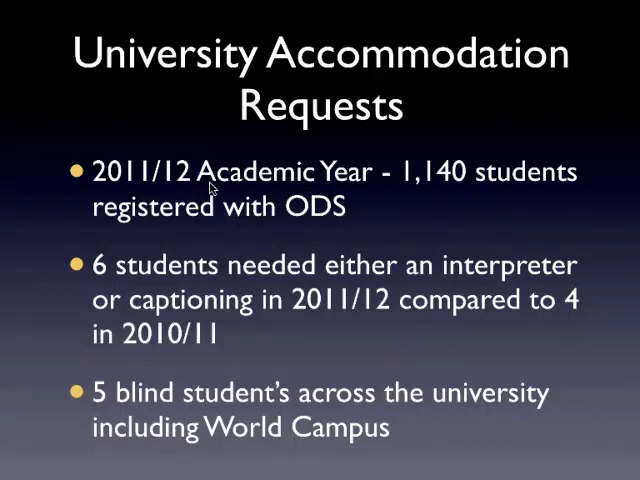 University Accommodation
Requests
• 2011/12 Academic Year - 1,140 students
registered with ODS
• 6 students needed either an interpreter
or captioning in 2011/12 compared to 4
in 2010/11
• 5 blind student's across the university
including World Campus